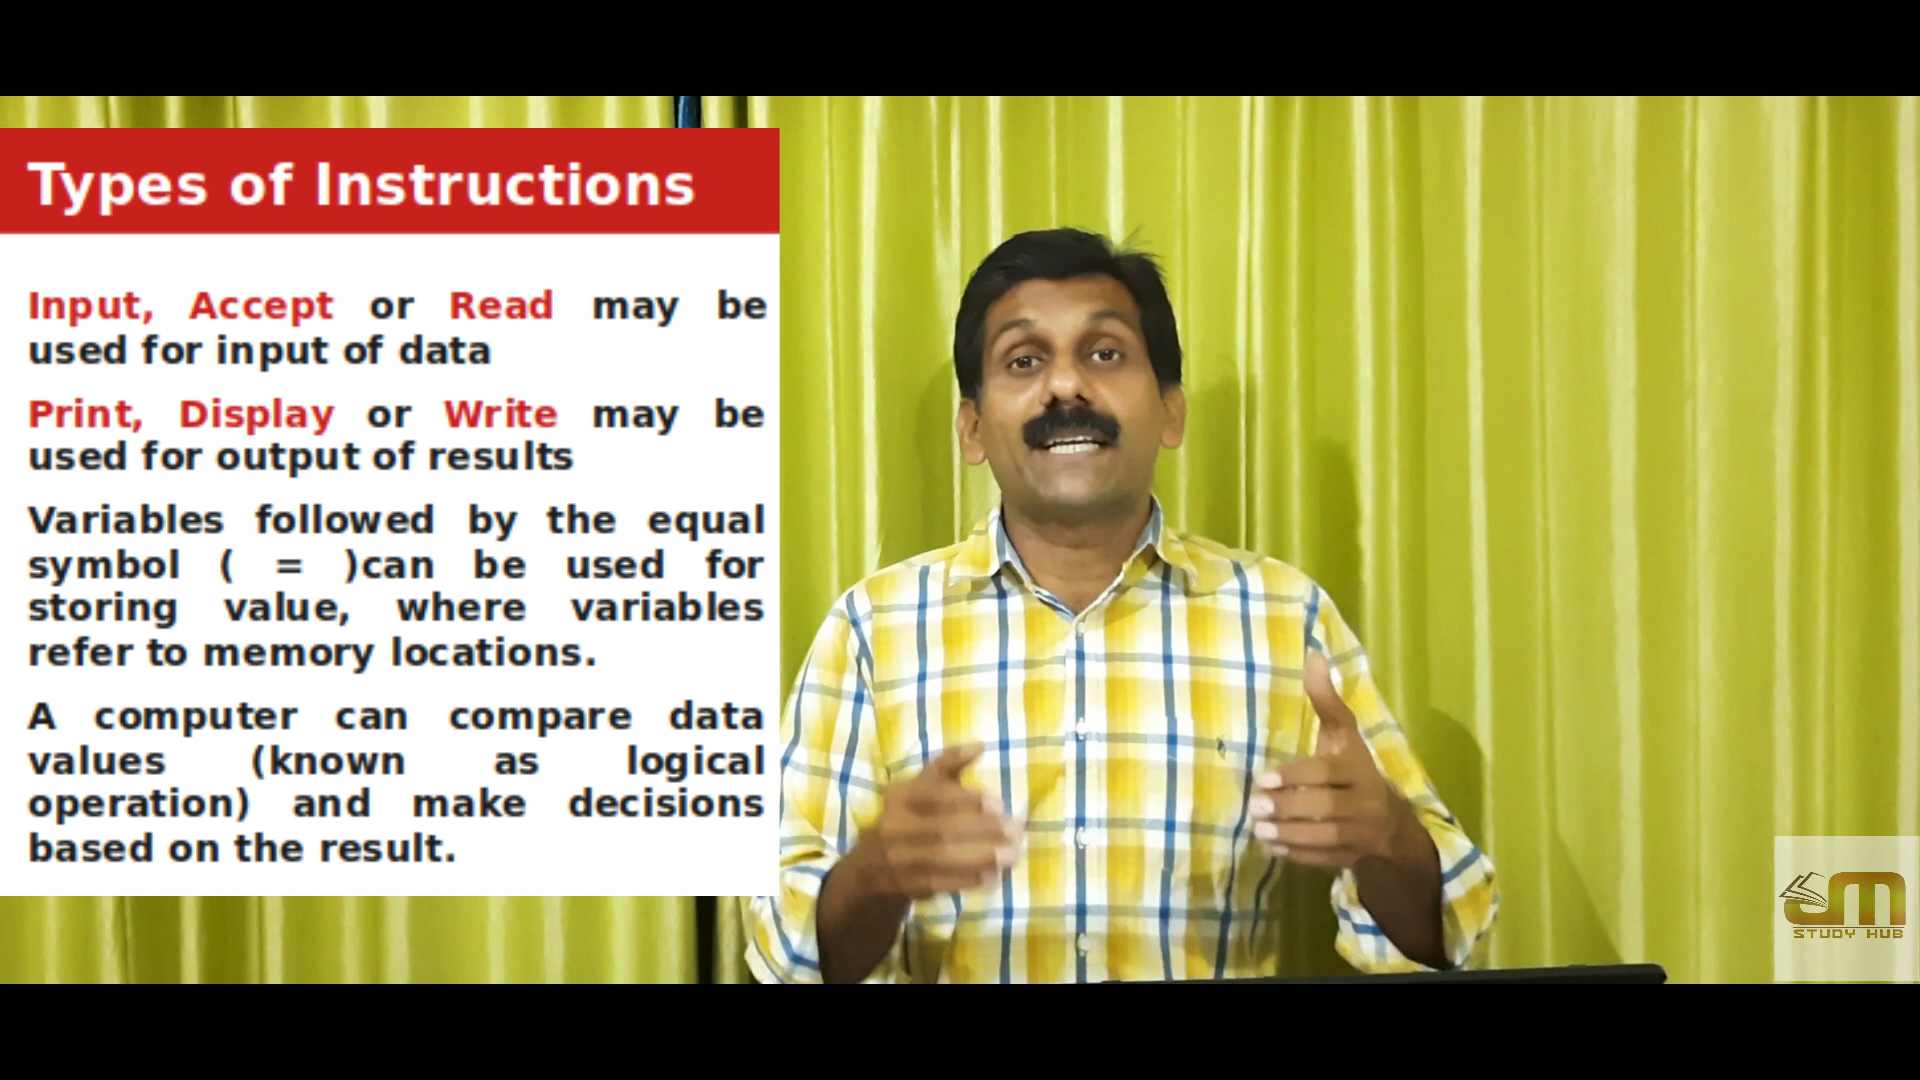 Types of Instructions
Input, Accept or Read may be
used for input of data
Print, Display or Write may be
used for output of results
Variables followed by the equal
symbol ( = )can be used for
storing value, where variables
refer to memory locations.
A computer can compare data
values (known as logical
operation) and make decisions
based on the result.
JM
STUDY HUB